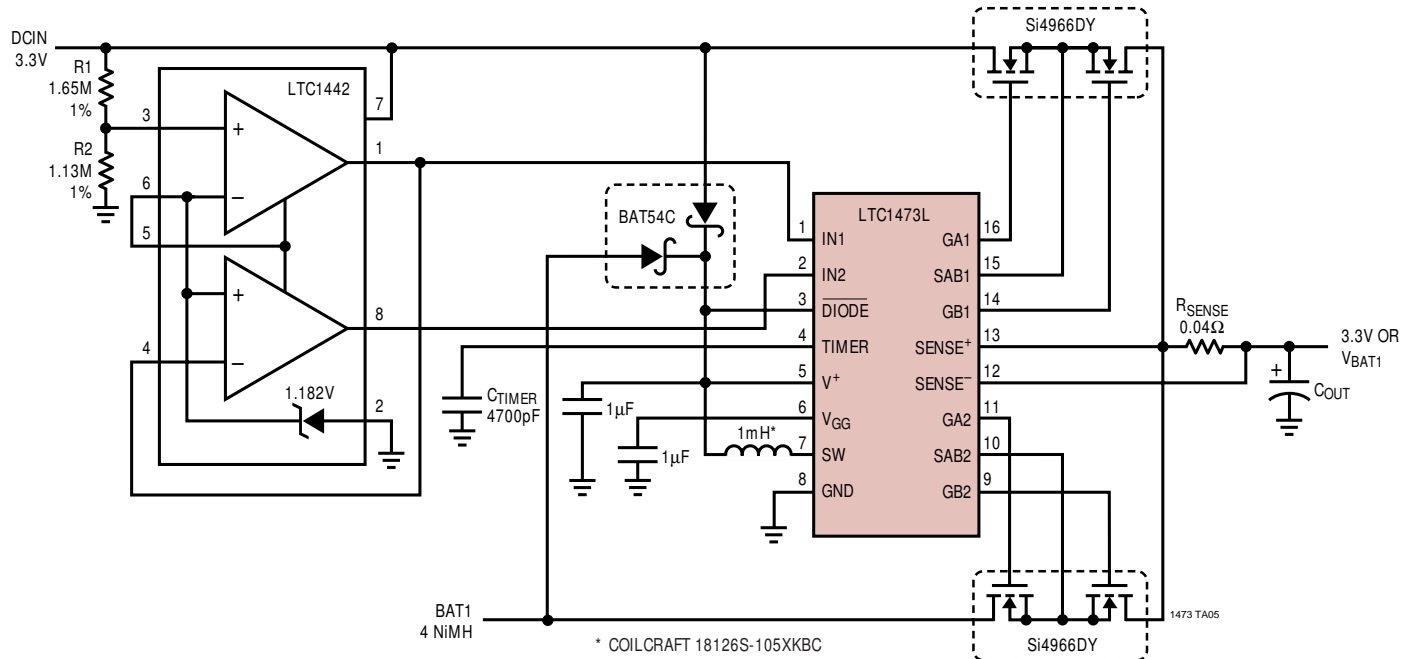 DCIN
3.3V
R1
1.65M
1%
R2
1.13M
1%
LTC1442
7
3
+
1
6
–
5
+
8
4
–
1.182V
2
BAT54C
CTIMER
4700pF
1µF
1µF
1mH*
LTC1473L
1 IN1
2 IN2
3 DIODE
4 TIMER
5 V+
6 VGG
7 SW
8 GND
GA1 16
SAB1 15
GB1 14
SENSE+ 13
SENSE– 12
GA2 11
SAB2 10
GB2 9
Si4966DY
RSENSE
0.04Ω
3.3V OR
VBAT1
+
COUT
BAT1
4 NiMH
* COILCRAFT 18126S-105XKBC
Si4966DY
1473 TA05